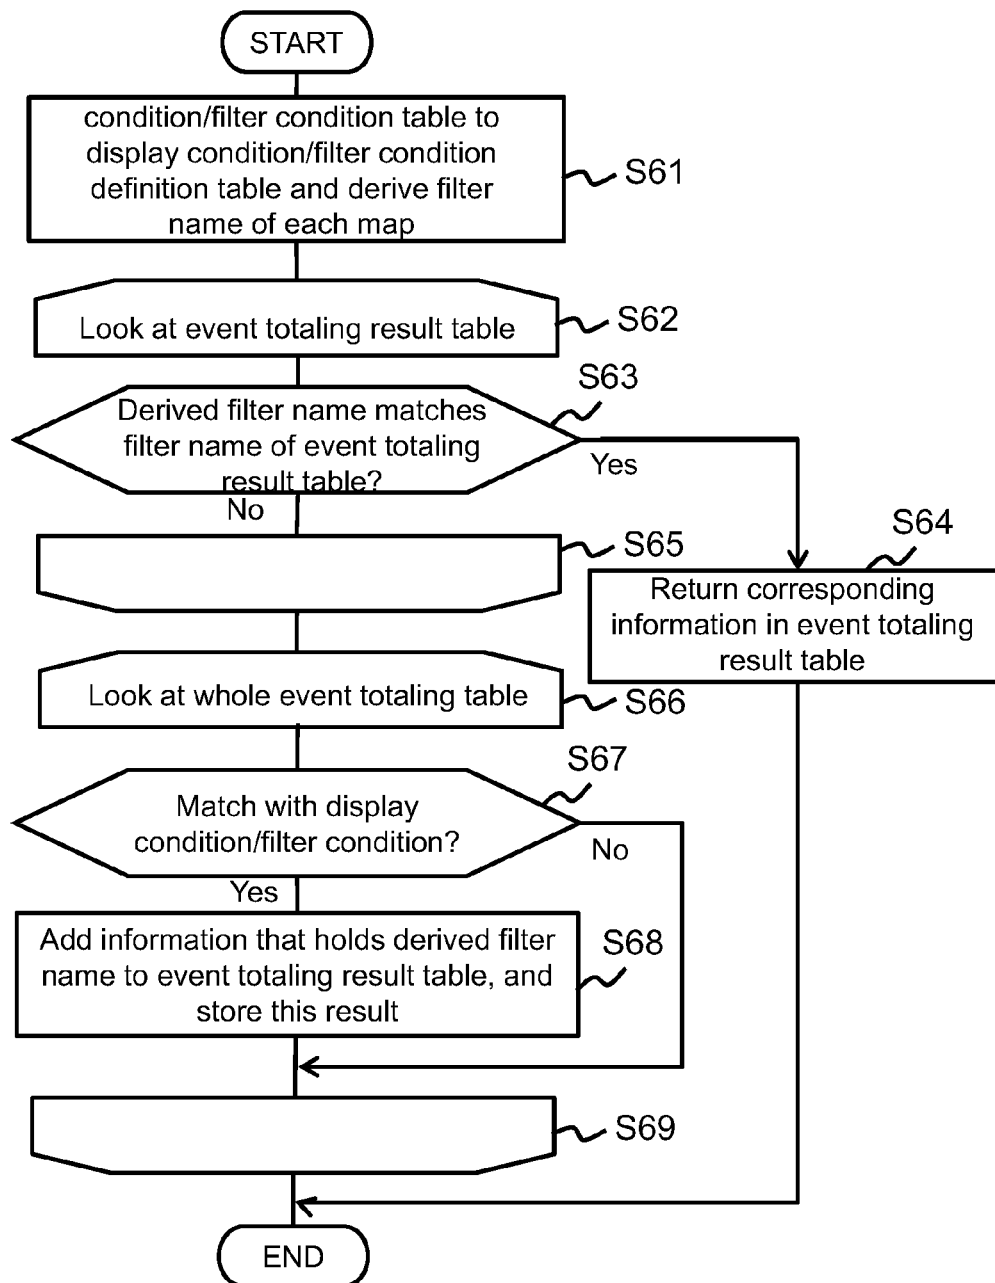 START
condition/filter condition table to
display condition/filter condition
definition table and derive filter
name of each map
S61
Look at event totaling result table
S62
S63
Derived filter name matches
filter name of event totaling
result table?
Yes
No
S65
S64
Return corresponding
information in event totaling
result table
Look at whole event totaling table
S66
S67
Match with display
condition/filter condition?
No
Yes
Add information that holds derived filter
name to event totaling result table, and
store this result
S68
S69
END